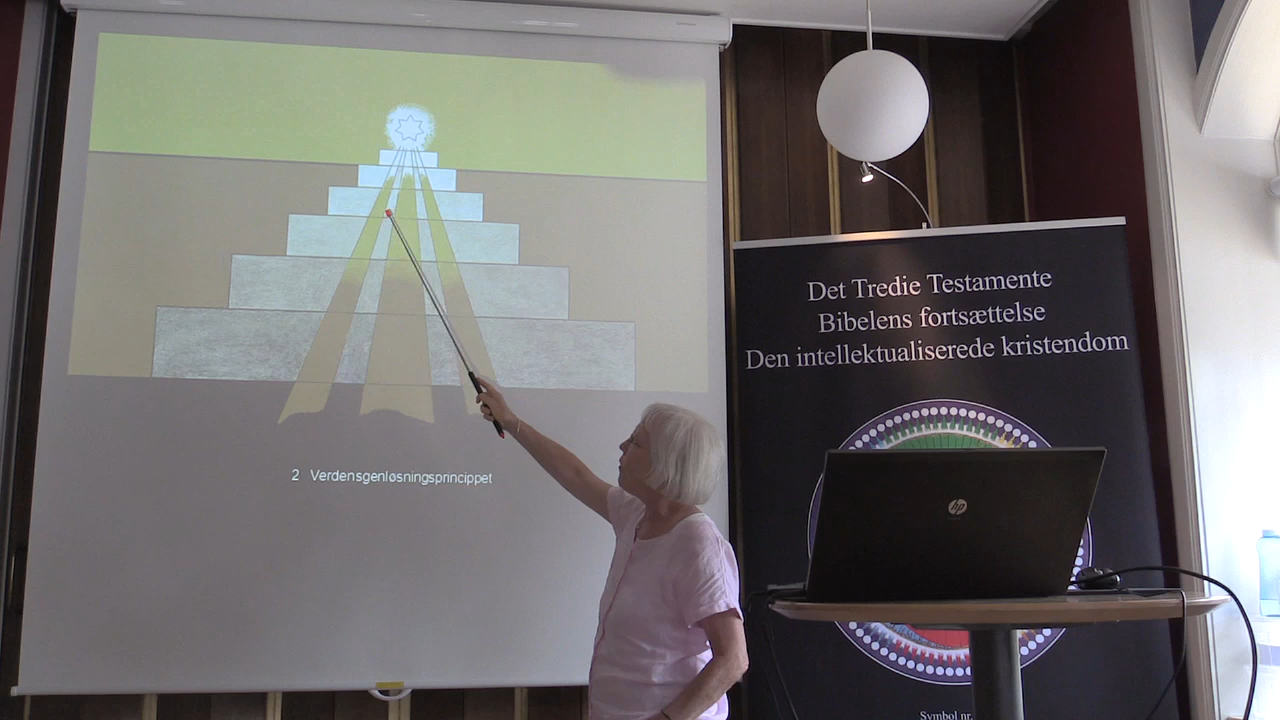 2 Verdensgenløsningsprincippet
Det Tredie Testamente
Bibelens fortsættelse
Den intellektualiserede kristendom
hp
Symbol nr.